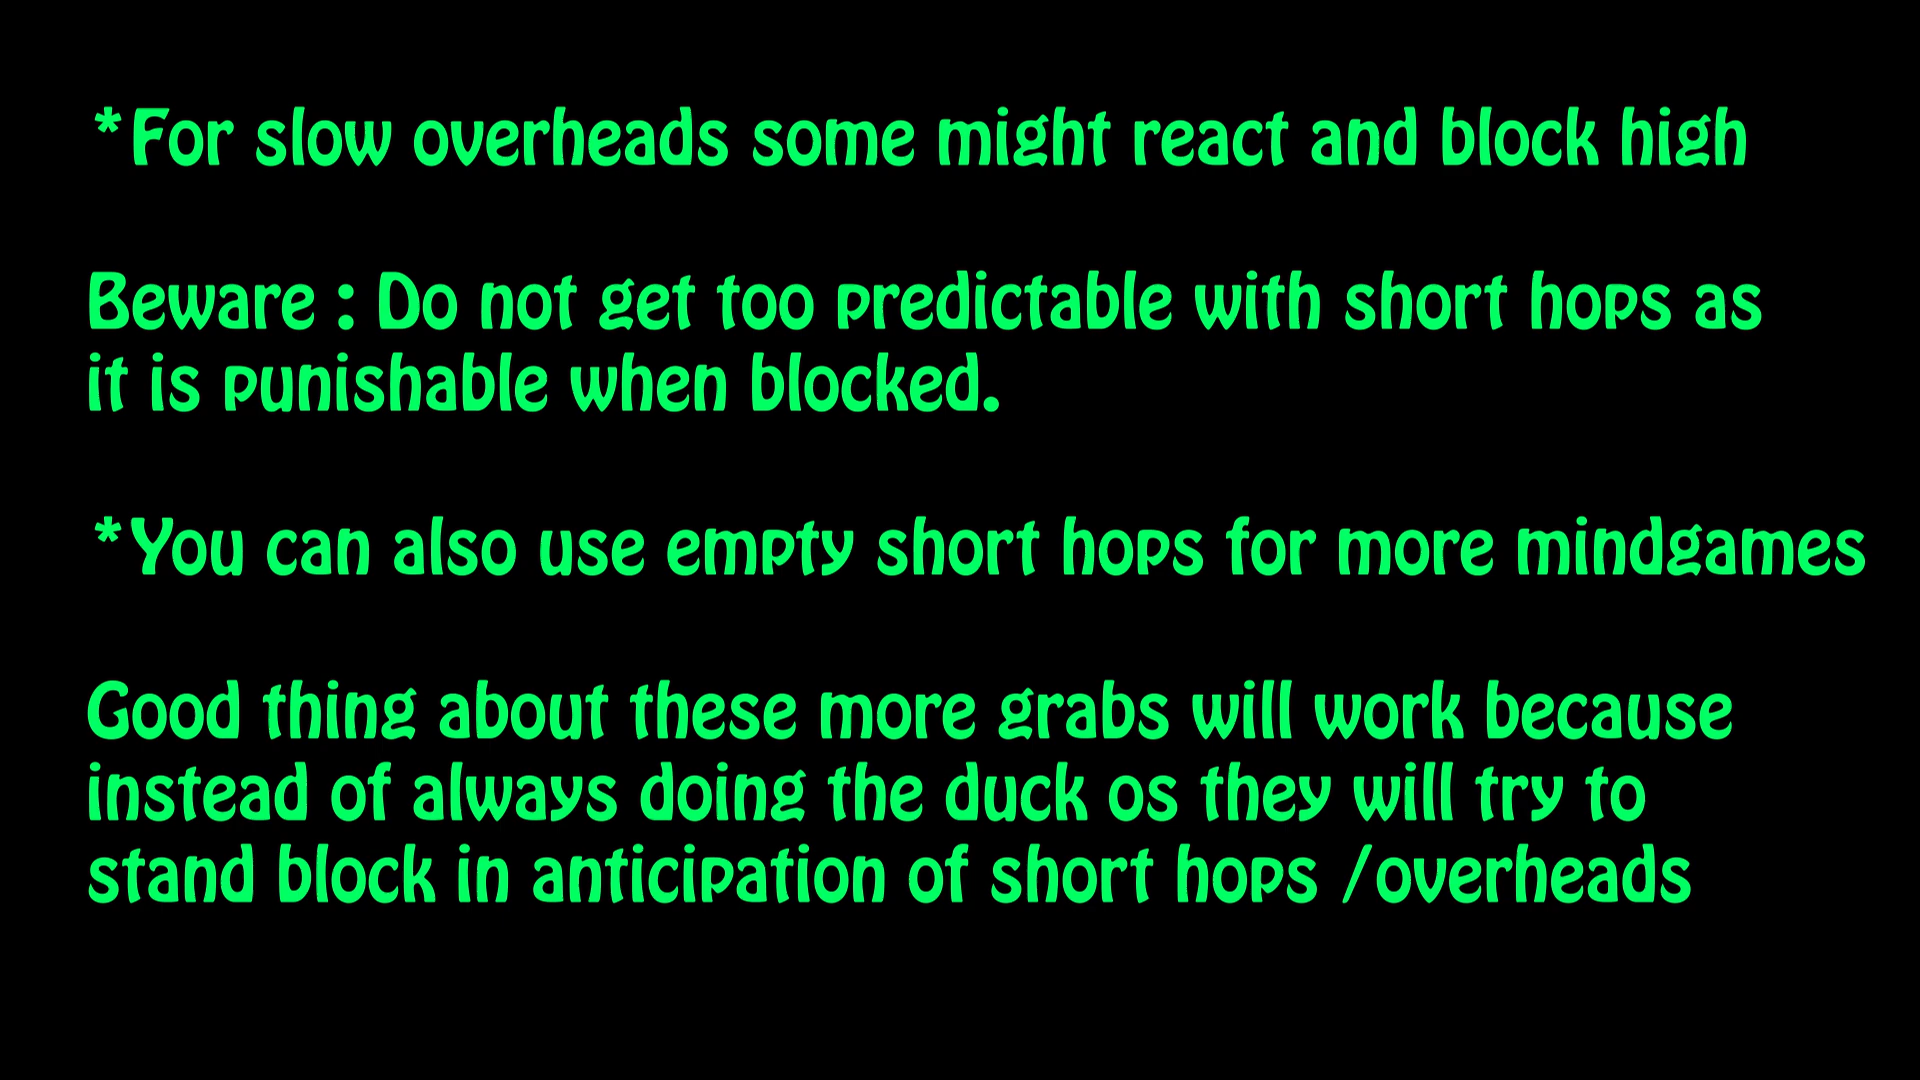 *For slow overheads some might react and block high
Beware : Do not get too predictable with short hops as
it is punishable when blocked.
*You can also use empty short hops for more mindgames
Good thing about these more grabs will work because
instead of always doing the duck os they will try to
stand block in anticipation of short hops /overheads